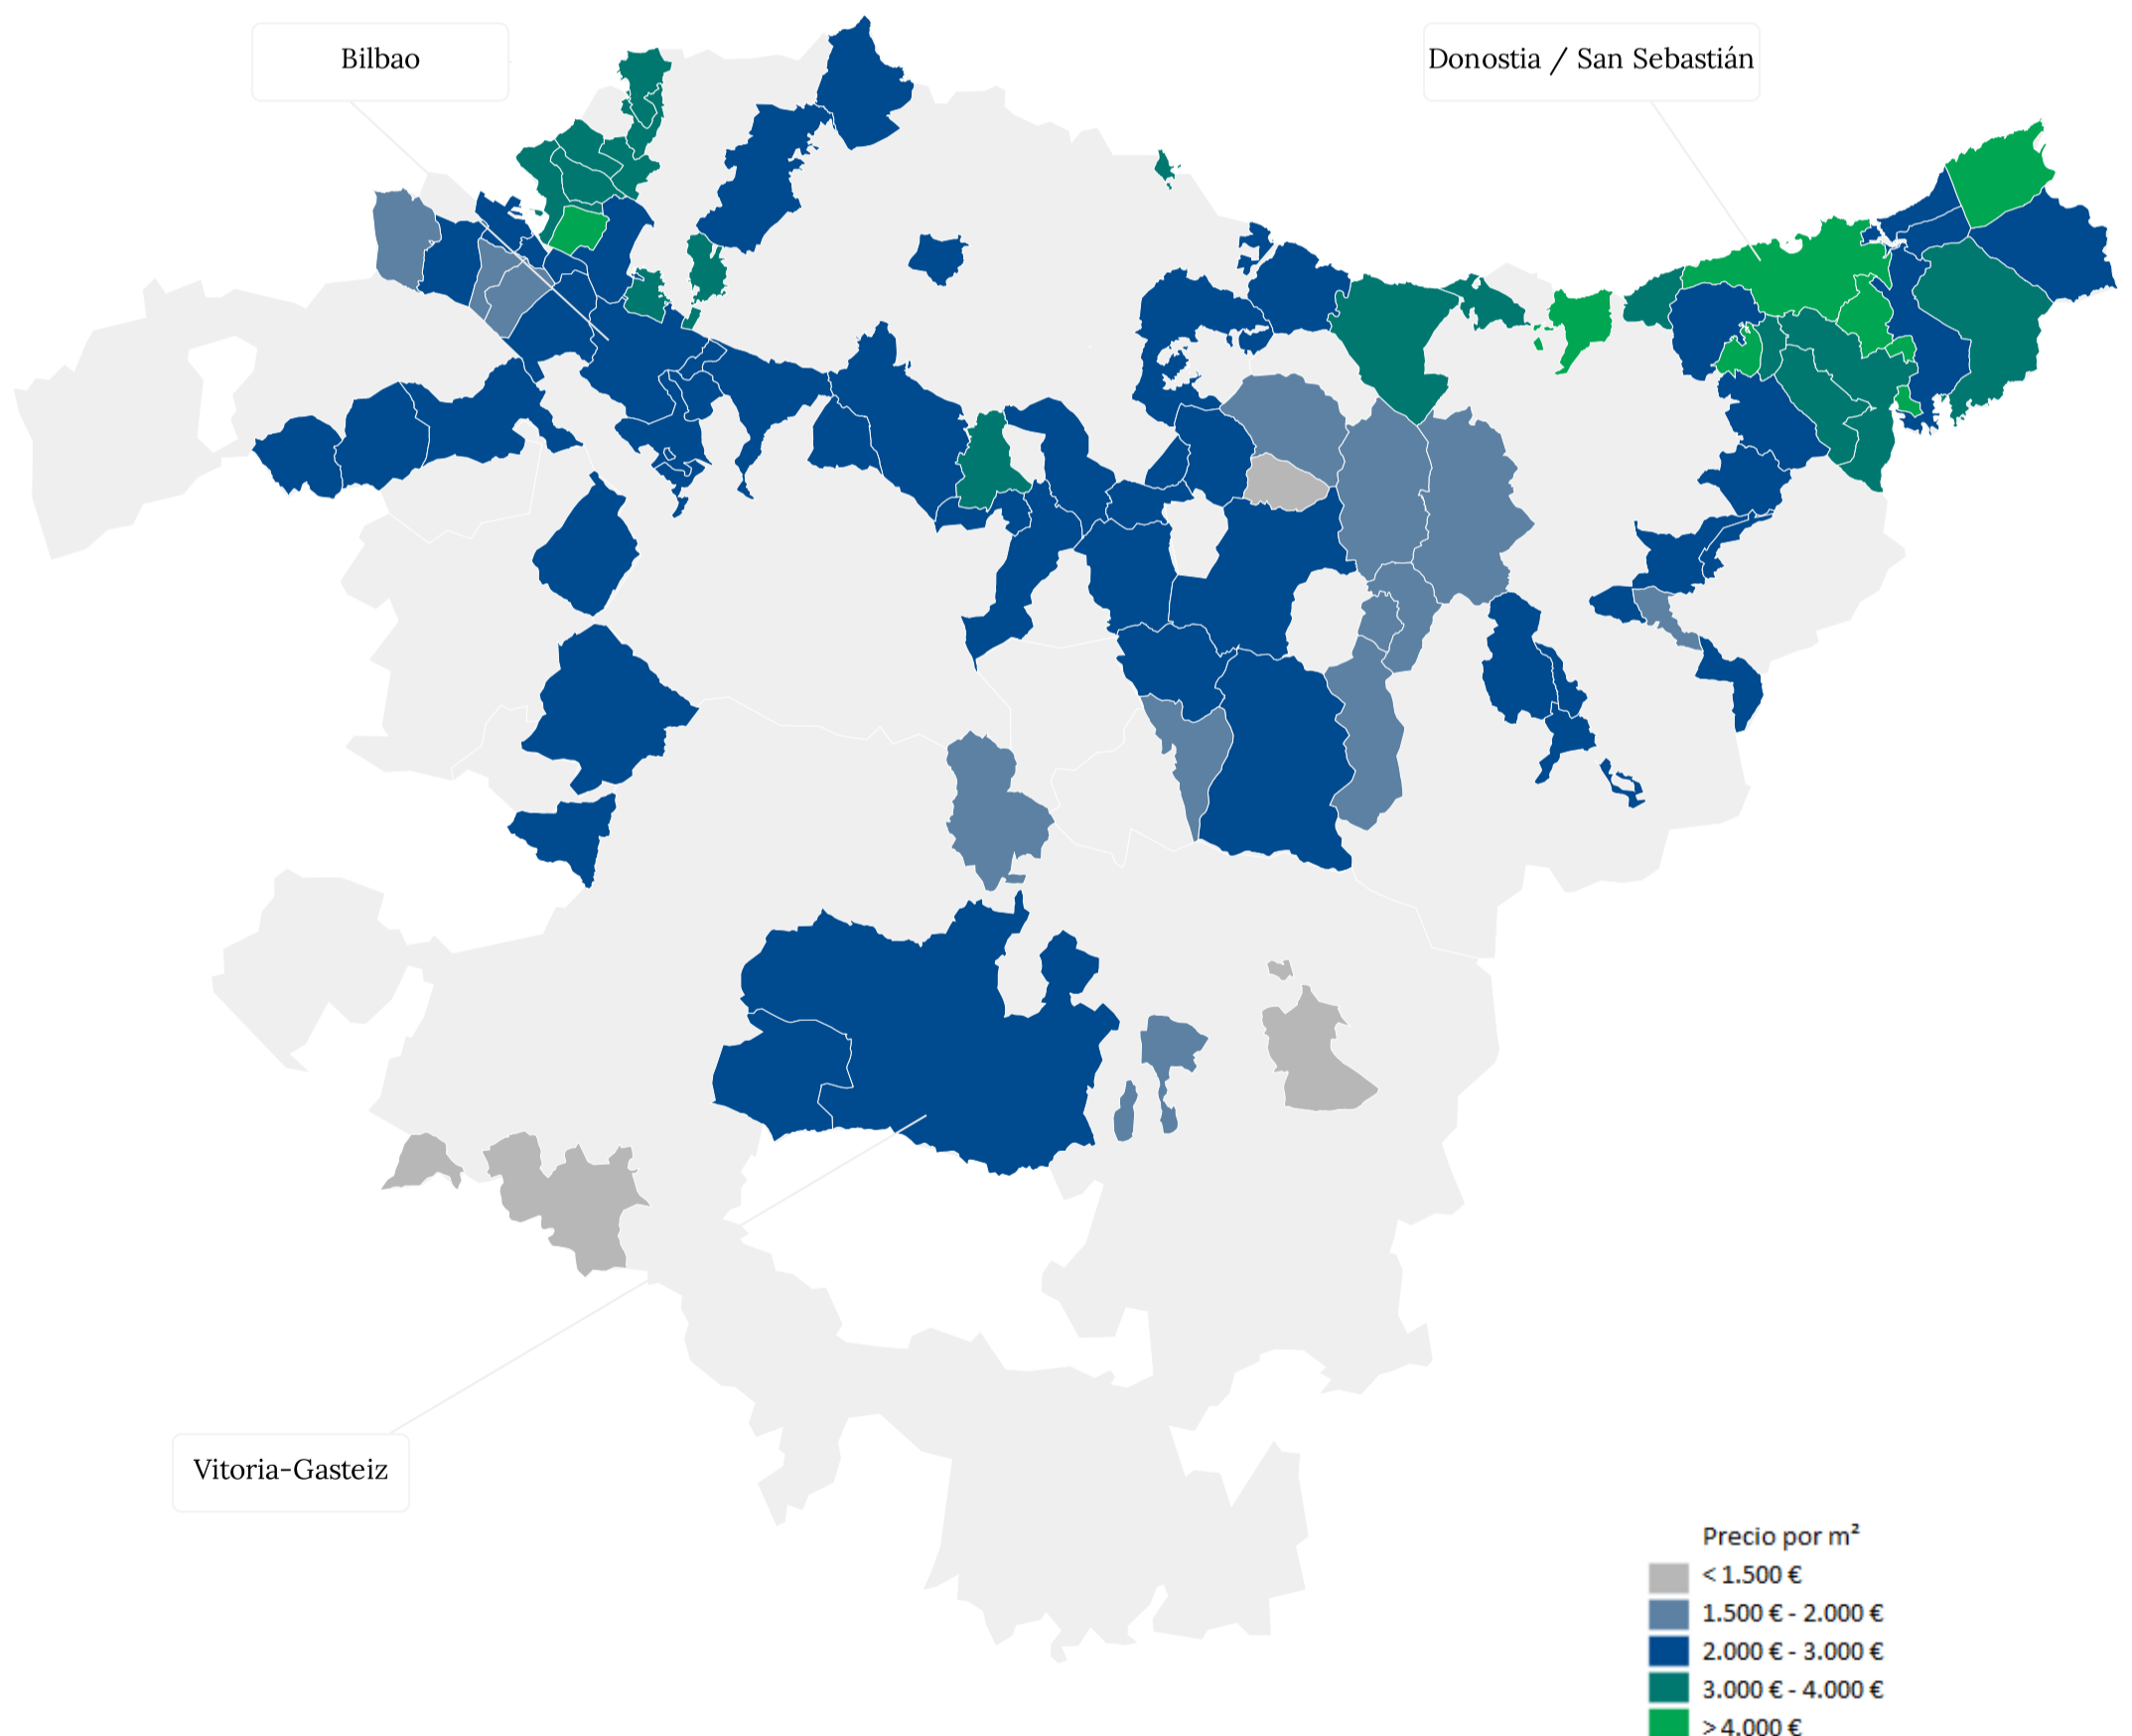 Bilbao
Donostia / San Sebastián
Vitoria-Gasteiz
Precio por m²
< 1.500 €
1.500 € - 2.000 €
2.000 € - 3.000 €
3.000 € - 4.000 €
> 4.000 €